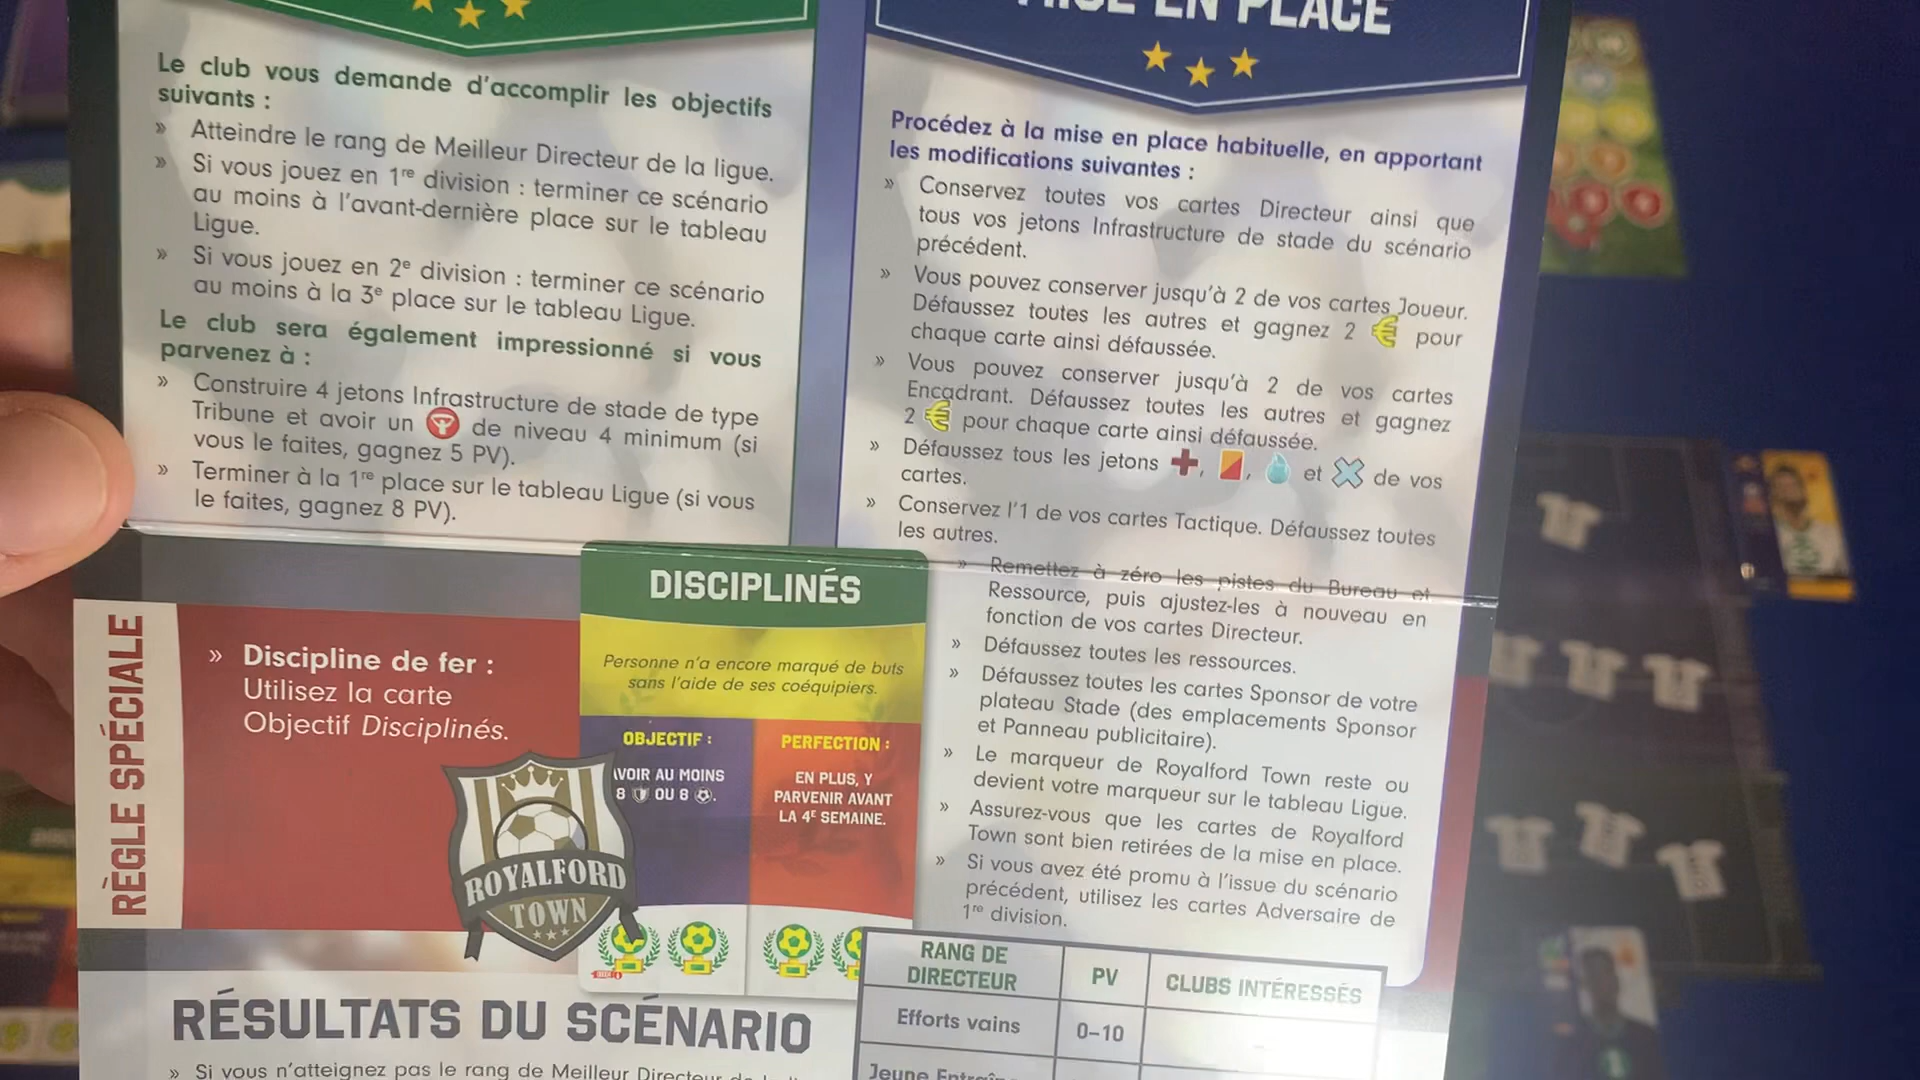 Le club vous demande d'accomplir les objectifs
suivants :
» Atteindre le rang de Meilleur Directeur de la ligue.
» Si vous jouez en 1re division : terminer ce scénario
au moins à l'avant-dernière place sur le tableau
Ligue.
» Si vous jouez en 2e division : terminer ce scénario
au moins à la 3e place sur le tableau Ligue.
Le club sera également impressionné si vous
parvenez à :
» Construire 4 jetons Infrastructure de stade de type
Tribune et avoir un de niveau 4 minimum (si
vous le faites, gagnez 5 PV).
» Terminer à la 1re place sur le tableau Ligue (si vous
le faites, gagnez 8 PV).
MISE EN PLACE
Procédez à la mise en place habituelle, en apportant
les modifications suivantes :
» Conservez toutes vos cartes Directeur ainsi que
tous vos jetons Infrastructure de stade du scénario
précédent.
» Vous pouvez conserver jusqu'à 2 de vos cartes Joueur.
Défaussez toutes les autres et gagnez 2 € pour
chaque carte ainsi défaussée.
» Vous pouvez conserver jusqu'à 2 de vos cartes
Encadrant. Défaussez toutes les autres et gagnez
2 € pour chaque carte ainsi défaussée.
» Défaussez tous les jetons , , et de vos
cartes.
» Conservez l'1 de vos cartes Tactique. Défaussez toutes
les autres.
» Remettez à zéro les pistes du Bureau et
Ressource, puis ajustez-les à nouveau en
fonction de vos cartes Directeur.
» Défaussez toutes les ressources.
» Défaussez toutes les cartes Sponsor de votre
plateau Stade (des emplacements Sponsor
et Panneau publicitaire).
» Le marqueur de Royalford Town reste ou
devient votre marqueur sur le tableau Ligue.
» Assurez-vous que les cartes de Royalford
Town sont bien retirées de la mise en place.
» Si vous avez été promu à l'issue du scénario
précédent, utilisez les cartes Adversaire de
1re division.
RÈGLE SPÉCIALE
» Discipline de fer :
Utilisez la carte
Objectif Disciplinés.
ROYALFORD
TOWN
DISCIPLINÉS
Personne n'a encore marqué de buts
sans l'aide de ses coéquipiers.
OBJECTIF :
VOIR AU MOINS
8 OU 8 .
PERFECTION :
EN PLUS, Y
PARVENIR AVANT
LA 4E SEMAINE.
RÉSULTATS DU SCÉNARIO
» Si vous n'atteignez pas le rang de Meilleur Directeur de
RANG DE
DIRECTEUR
PV
CLUBS INTÉRESSÉS
Efforts vains
0–10
Jeune